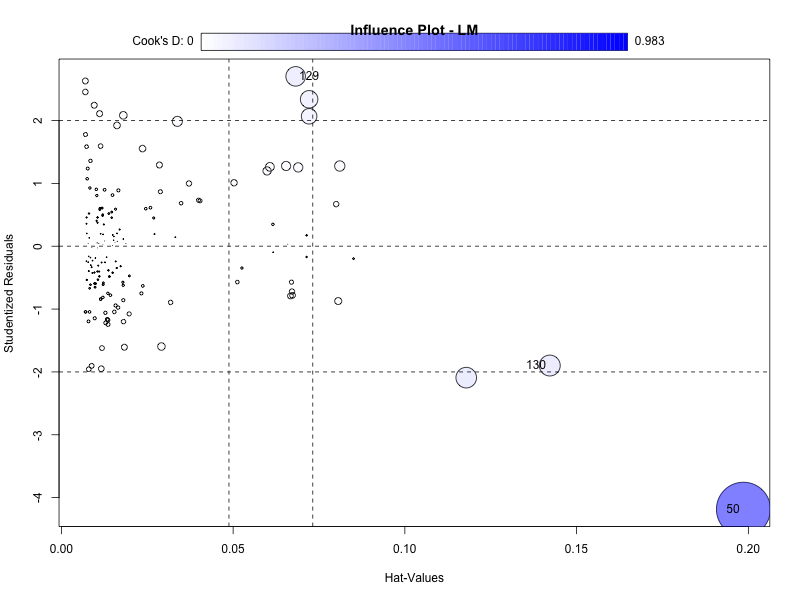 Influence Plot - LM
Cook's D: 0
0.983
129
130
50
2
1
0
-1
-2
-3
-4
Studentized Residuals
0.00 0.05 0.10 0.15 0.20
Hat-Values